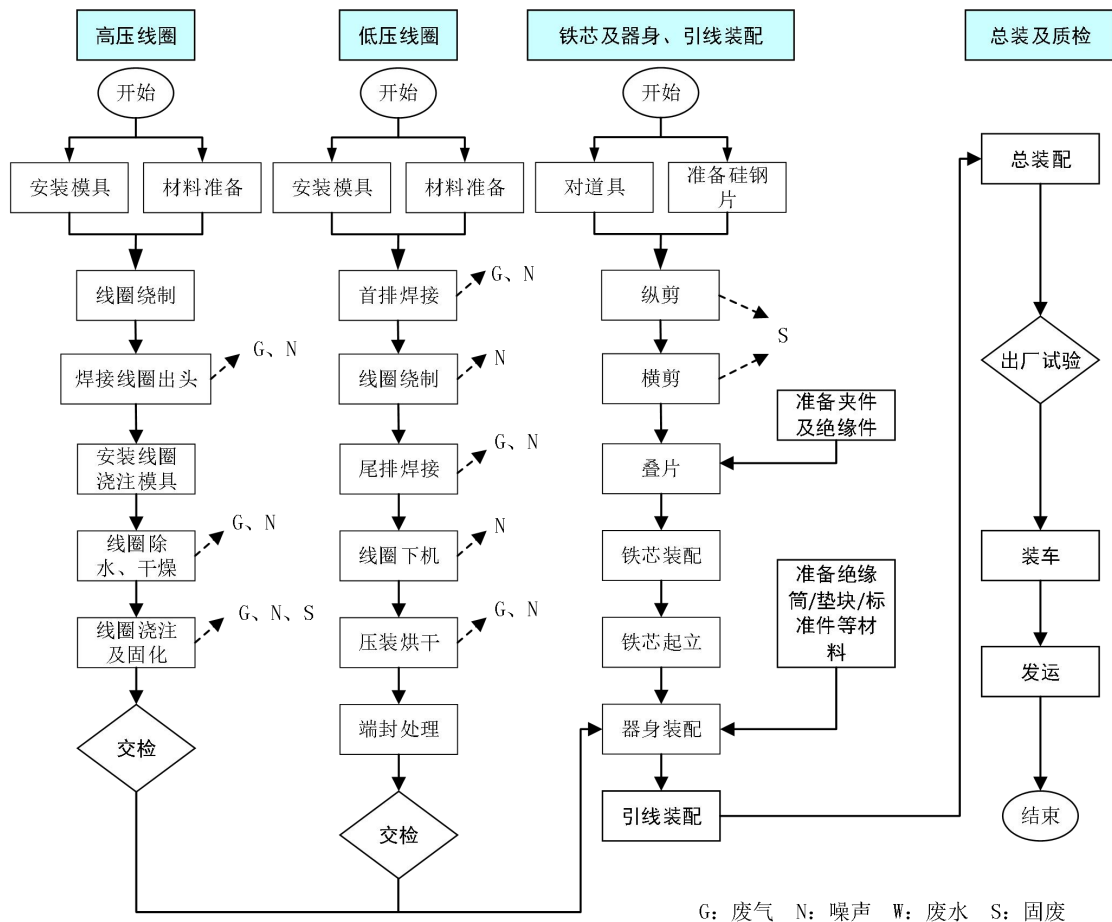 高压线圈
开始
安装模具
材料准备
线圈绕制
焊接线圈出头
G、N
安装线圈
浇注模具
线圈除
水、干燥
G、N
线圈浇注
及固化
G、N、S
交检
低压线圈
开始
安装模具
材料准备
首排焊接
G、N
线圈绕制
N
尾排焊接
G、N
线圈下机
N
压装烘干
G、N
端封处理
交检
铁芯及器身、引线装配
开始
对道具
准备硅钢
片
纵剪
S
横剪
准备夹件
及绝缘件
叠片
铁芯装配
准备绝缘
筒/垫块/标
准件等材
料
铁芯起立
器身装配
引线装配
总装及质检
总装配
出厂试验
装车
发运
结束
G：废气 N：噪声 W：废水 S：固废